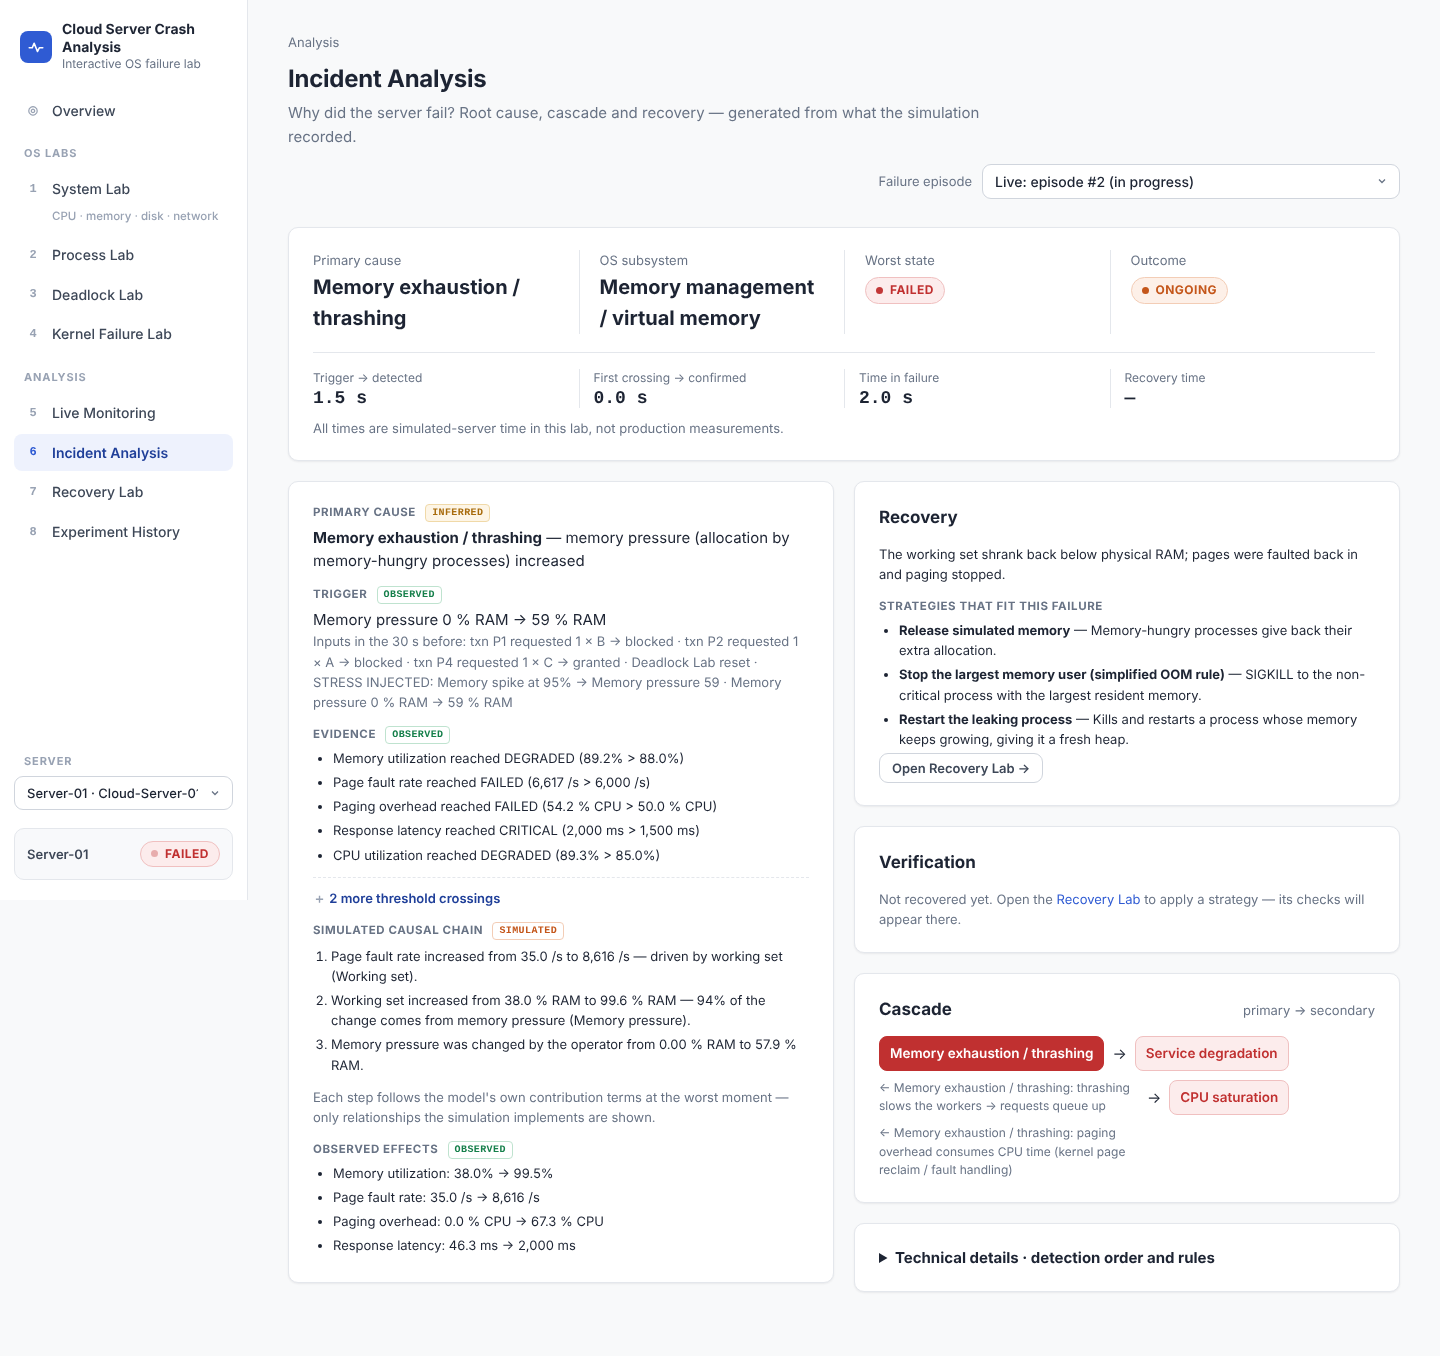 Cloud Server Crash
Analysis
Interactive OS failure lab
Overview
OS LABS
1 System Lab
CPU · memory · disk · network
2 Process Lab
3 Deadlock Lab
4 Kernel Failure Lab
ANALYSIS
5 Live Monitoring
6 Incident Analysis
7 Recovery Lab
8 Experiment History
SERVER
Server-01 · Cloud-Server-0
Server-01 FAILED
Analysis
Incident Analysis
Why did the server fail? Root cause, cascade and recovery — generated from what the simulation
recorded.
Failure episode Live: episode #2 (in progress)
Primary cause
Memory exhaustion /
thrashing
OS subsystem
Memory management
/ virtual memory
Worst state
FAILED
Outcome
ONGOING
Trigger → detected
1.5 s
First crossing → confirmed
0.0 s
Time in failure
2.0 s
Recovery time
—
All times are simulated-server time in this lab, not production measurements.
PRIMARY CAUSE INFERRED
Memory exhaustion / thrashing — memory pressure (allocation by
memory-hungry processes) increased
TRIGGER OBSERVED
Memory pressure 0 % RAM → 59 % RAM
Inputs in the 30 s before: txn P1 requested 1 × B → blocked · txn P2 requested 1
× A → blocked · txn P4 requested 1 × C → granted · Deadlock Lab reset ·
STRESS INJECTED: Memory spike at 95% → Memory pressure 59 · Memory
pressure 0 % RAM → 59 % RAM
EVIDENCE OBSERVED
• Memory utilization reached DEGRADED (89.2% > 88.0%)
• Page fault rate reached FAILED (6,617 /s > 6,000 /s)
• Paging overhead reached FAILED (54.2 % CPU > 50.0 % CPU)
• Response latency reached CRITICAL (2,000 ms > 1,500 ms)
• CPU utilization reached DEGRADED (89.3% > 85.0%)
+ 2 more threshold crossings
SIMULATED CAUSAL CHAIN SIMULATED
1. Page fault rate increased from 35.0 /s to 8,616 /s — driven by working set
(Working set).
2. Working set increased from 38.0 % RAM to 99.6 % RAM — 94% of the
change comes from memory pressure (Memory pressure).
3. Memory pressure was changed by the operator from 0.00 % RAM to 57.9 %
RAM.
Each step follows the model's own contribution terms at the worst moment —
only relationships the simulation implements are shown.
OBSERVED EFFECTS OBSERVED
• Memory utilization: 38.0% → 99.5%
• Page fault rate: 35.0 /s → 8,616 /s
• Paging overhead: 0.0 % CPU → 67.3 % CPU
• Response latency: 46.3 ms → 2,000 ms
Recovery
The working set shrank back below physical RAM; pages were faulted back in
and paging stopped.
STRATEGIES THAT FIT THIS FAILURE
• Release simulated memory — Memory-hungry processes give back their
extra allocation.
• Stop the largest memory user (simplified OOM rule) — SIGKILL to the non-
critical process with the largest resident memory.
• Restart the leaking process — Kills and restarts a process whose memory
keeps growing, giving it a fresh heap.
Open Recovery Lab →
Verification
Not recovered yet. Open the Recovery Lab to apply a strategy — its checks will
appear there.
Cascade primary → secondary
Memory exhaustion / thrashing → Service degradation
← Memory exhaustion / thrashing: thrashing
slows the workers → requests queue up
→ CPU saturation
← Memory exhaustion / thrashing: paging
overhead consumes CPU time (kernel page
reclaim / fault handling)
Technical details · detection order and rules